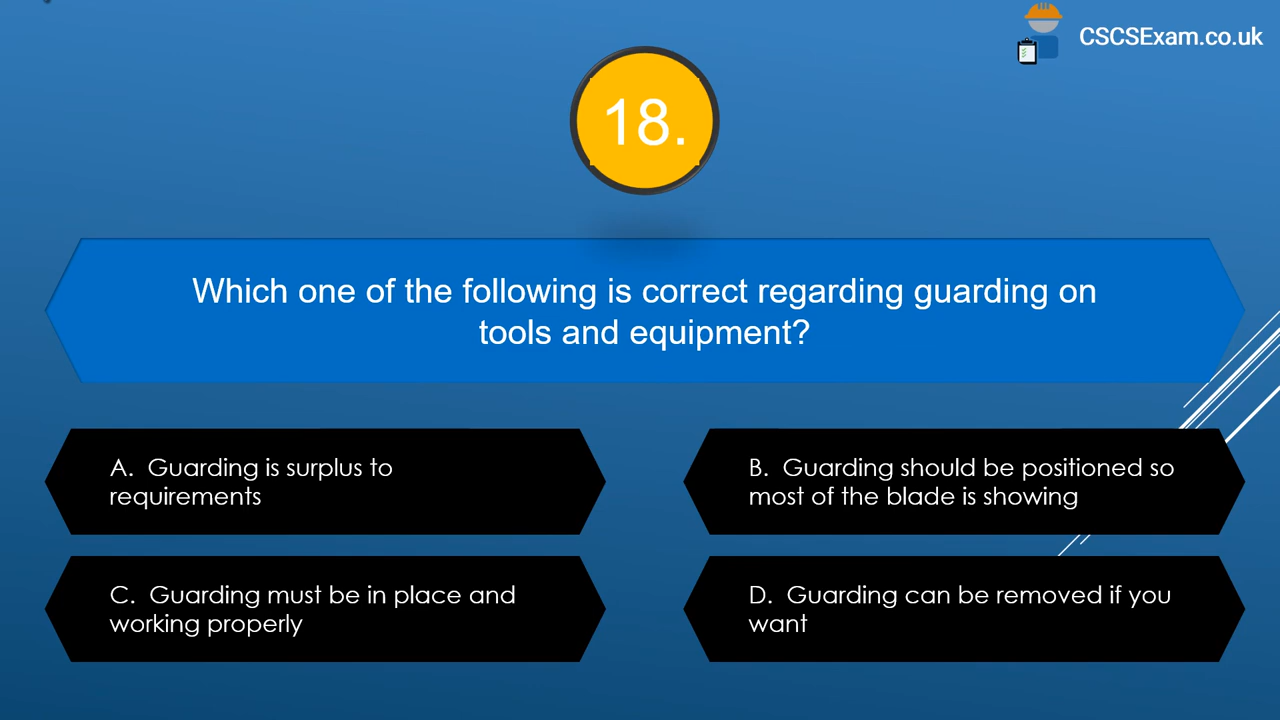 CSCSExam.co.uk
18.
Which one of the following is correct regarding guarding on
tools and equipment?
A. Guarding is surplus to
requirements
B. Guarding should be positioned so
most of the blade is showing
C. Guarding must be in place and
working properly
D. Guarding can be removed if you
want